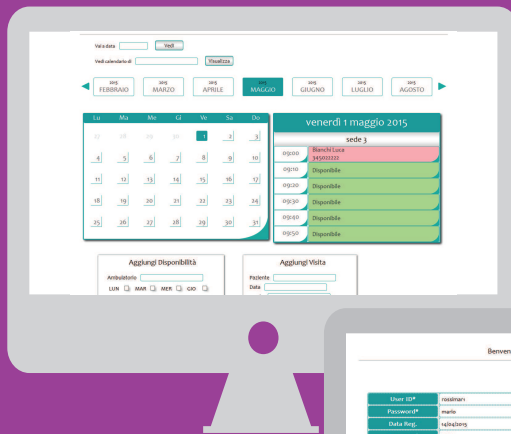 Vai a data Vedi
Vedi calendario di Visualizza
2015 2015 2015 2015 2015 2015 2015
FEBBRAIO MARZO APRILE MAGGIO GIUGNO LUGLIO AGOSTO
Lu Ma Me Gi Ve Sa Do
27 28 29 30 1 2 3
4 5 6 7 8 9 10
11 12 13 14 15 16 17
18 19 20 21 22 23 24
25 26 27 28 29 30 31
venerdì 1 maggio 2015
sede 3
09:00 Bianchi Luca
345022222
09:10 Disponibile
09:20 Disponibile
09:30 Disponibile
09:40 Disponibile
09:50 Disponibile
Aggiungi Disponibilità
Ambulatorio
LUN MAR MER GIO
Aggiungi Visita
Paziente
Data
Benven
User ID* rossimari
Password* mario
Data Reg. 14/04/2015